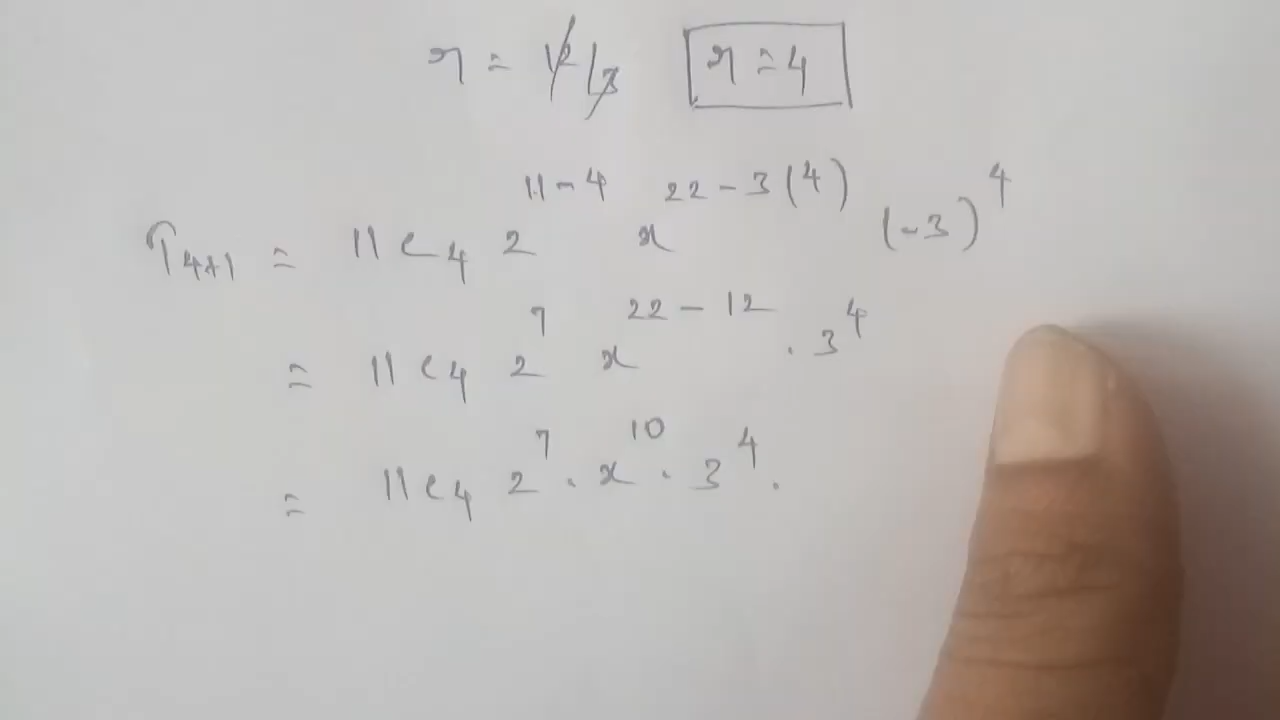 r = 12/3 r = 4
T4+1 = 11C4 2^11-4 x^22-3(4) (-3)^4
= 11C4 2^7 x^22-12 . 3^4
= 11C4 2^7 . x^10 . 3^4 .